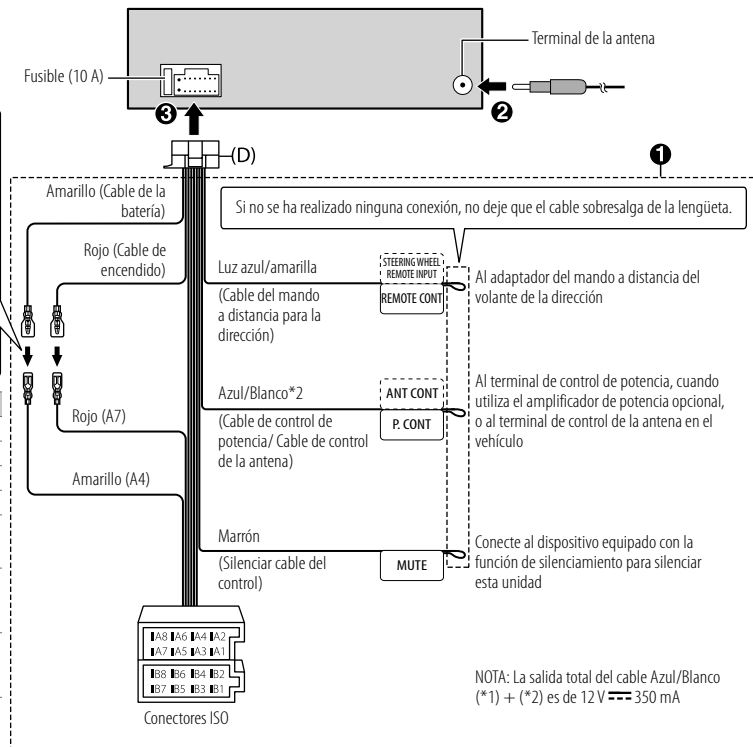 Terminal de la antena
Fusible (10 A)
❸
❷
(D)
❶
Amarillo (Cable de la
batería)
Si no se ha realizado ninguna conexión, no deje que el cable sobresalga de la lengüeta.
Rojo (Cable de
encendido)
Luz azul/amarilla
(Cable del mando
a distancia para la
dirección)
STEERING WHEEL
REMOTE INPUT
REMOTE CONT
Al adaptador del mando a distancia del
volante de la dirección
Azul/Blanco*2
(Cable de control de
potencia/ Cable de control
de la antena)
ANT CONT
P. CONT
Al terminal de control de potencia, cuando
utiliza el amplificador de potencia opcional,
o al terminal de control de la antena en el
vehículo
Rojo (A7)
Amarillo (A4)
Marrón
(Silenciar cable del
control)
MUTE
Conecte al dispositivo equipado con la
función de silenciamiento para silenciar
esta unidad
A8 A6 A4 A2
A7 A5 A3 A1
B8 B6 B4 B2
B7 B5 B3 B1
Conectores ISO
NOTA: La salida total del cable Azul/Blanco
(*1) + (*2) es de 12 V ⎓ 350 mA